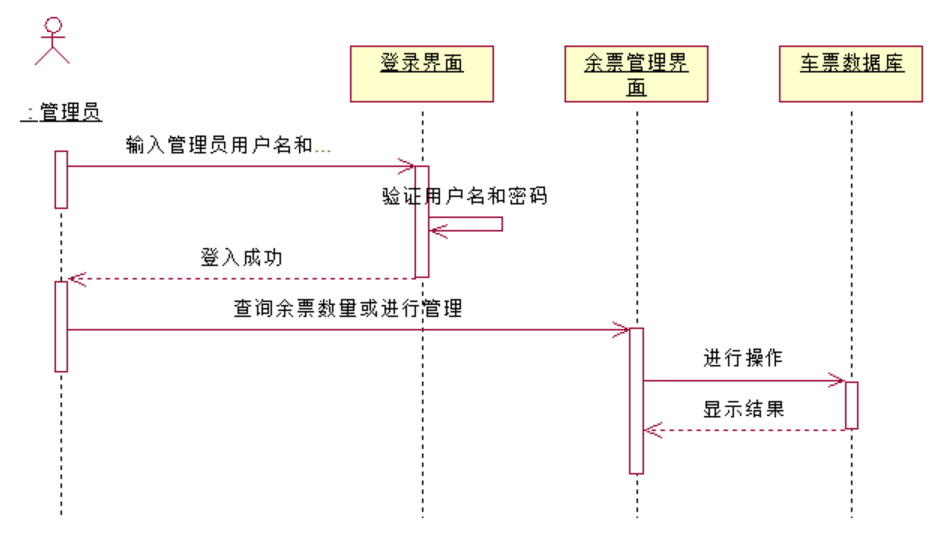 登录界面
余票管理界
面
车票数据库
: 管理员
输入管理员用户名和...
验证用户名和密码
登入成功
查询余票数量或进行管理
进行操作
显示结果